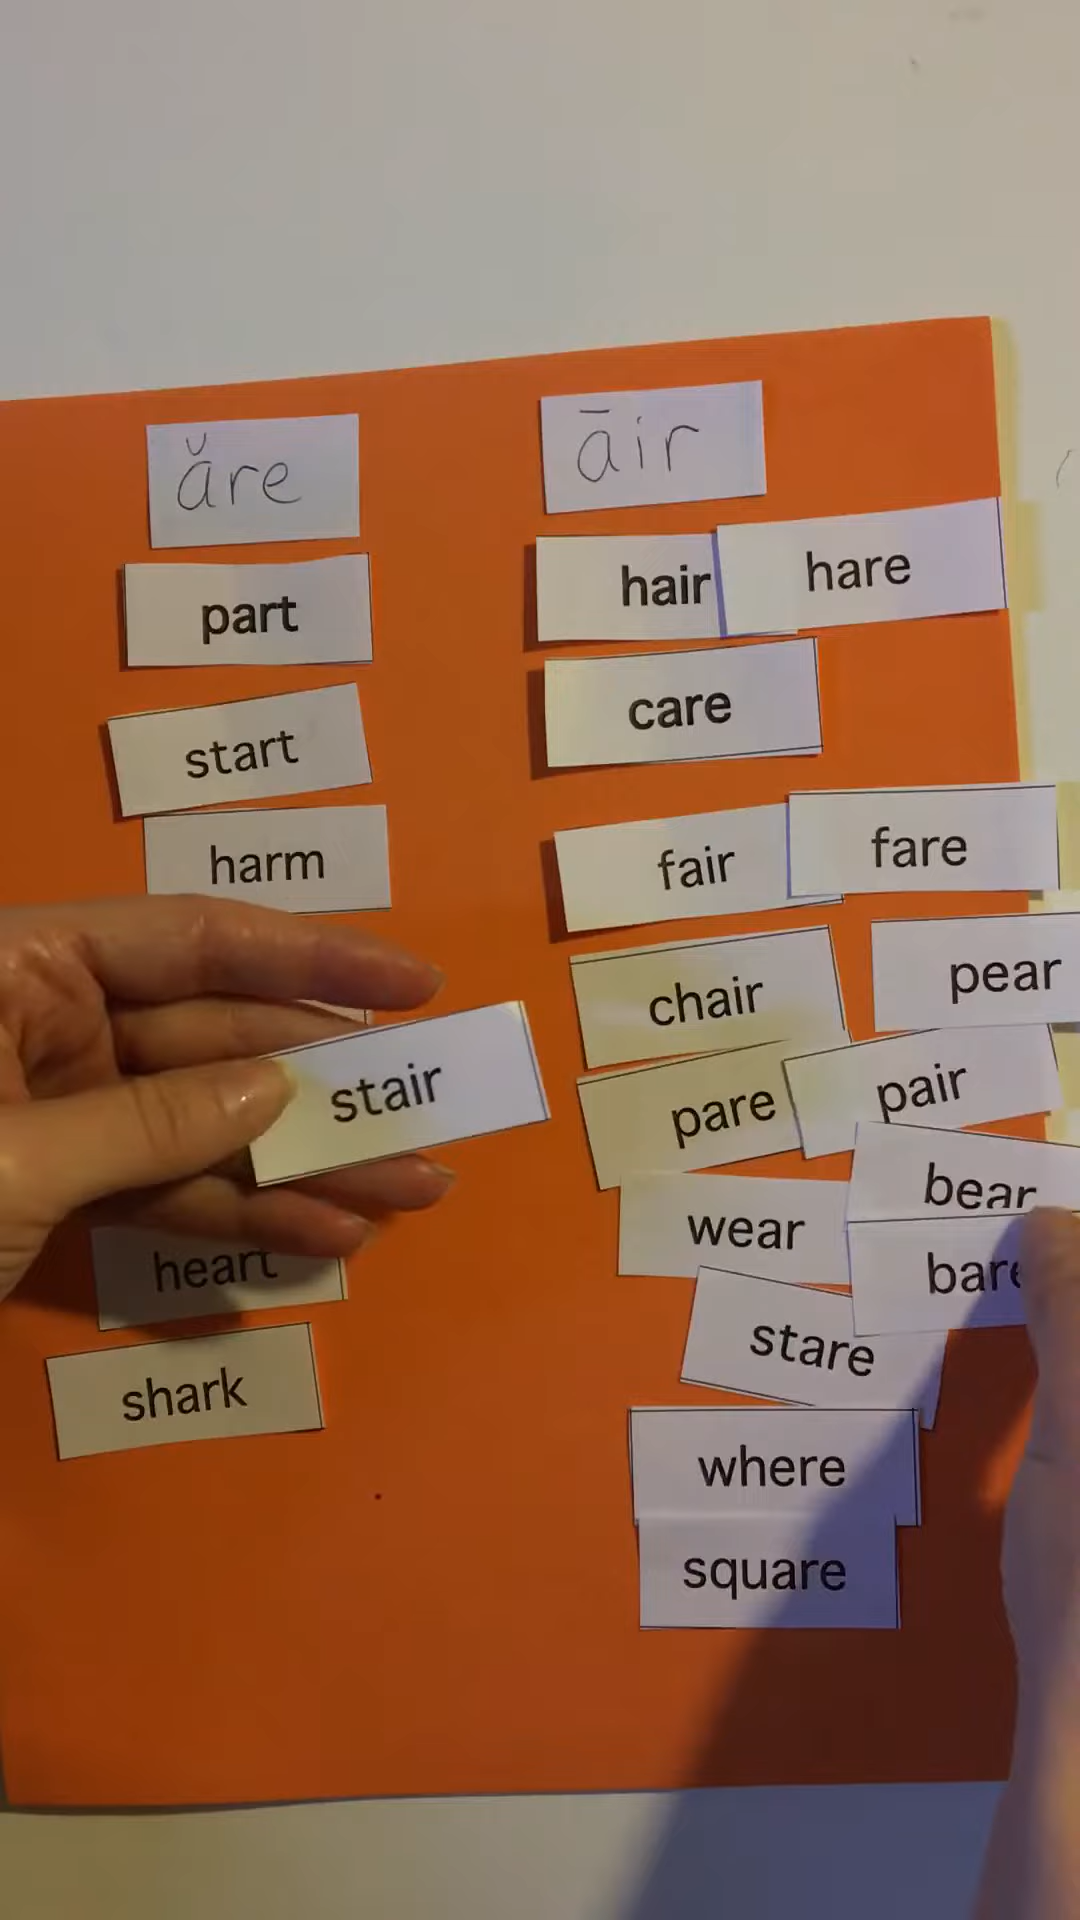 ăre
āir
part
hair hare
start
care
harm
fair fare
chair pear
stair
pare pair
wear bear
heart
bare
stare
shark
where
square